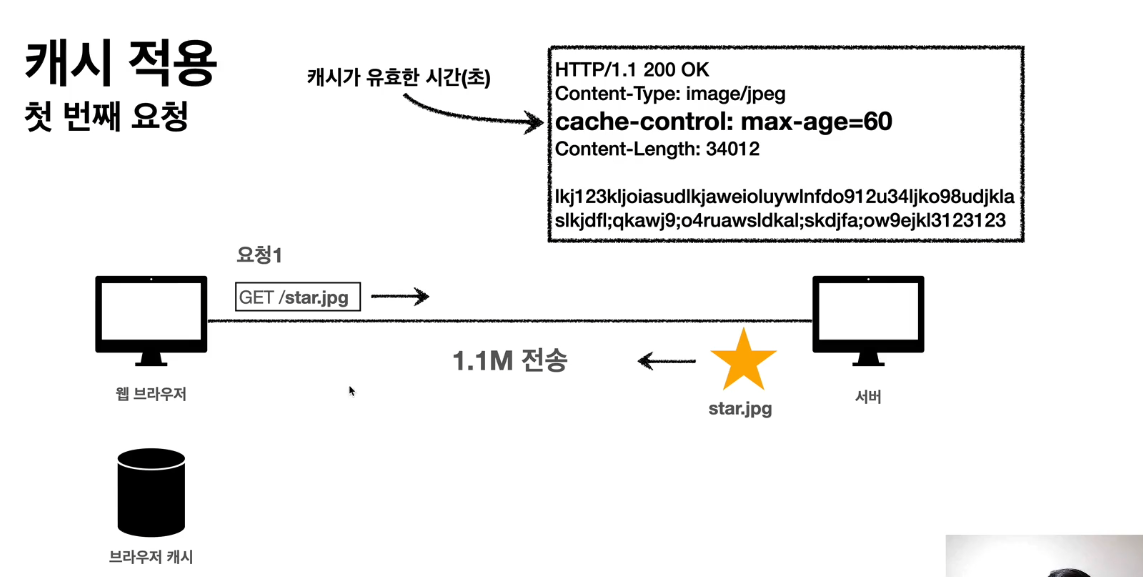 캐시 적용
첫 번째 요청
캐시가 유효한 시간(초)
HTTP/1.1 200 OK
Content-Type: image/jpeg
cache-control: max-age=60
Content-Length: 34012
lkj123kljoiasudlkjaweioluywlnfdo912u34ljko98udjkla
slkjdfl;qkawj9;o4ruawsldkal;skdjfa;ow9ejkl3123123
요청1
GET /star.jpg
1.1M 전송
star.jpg
웹 브라우저
서버
브라우저 캐시